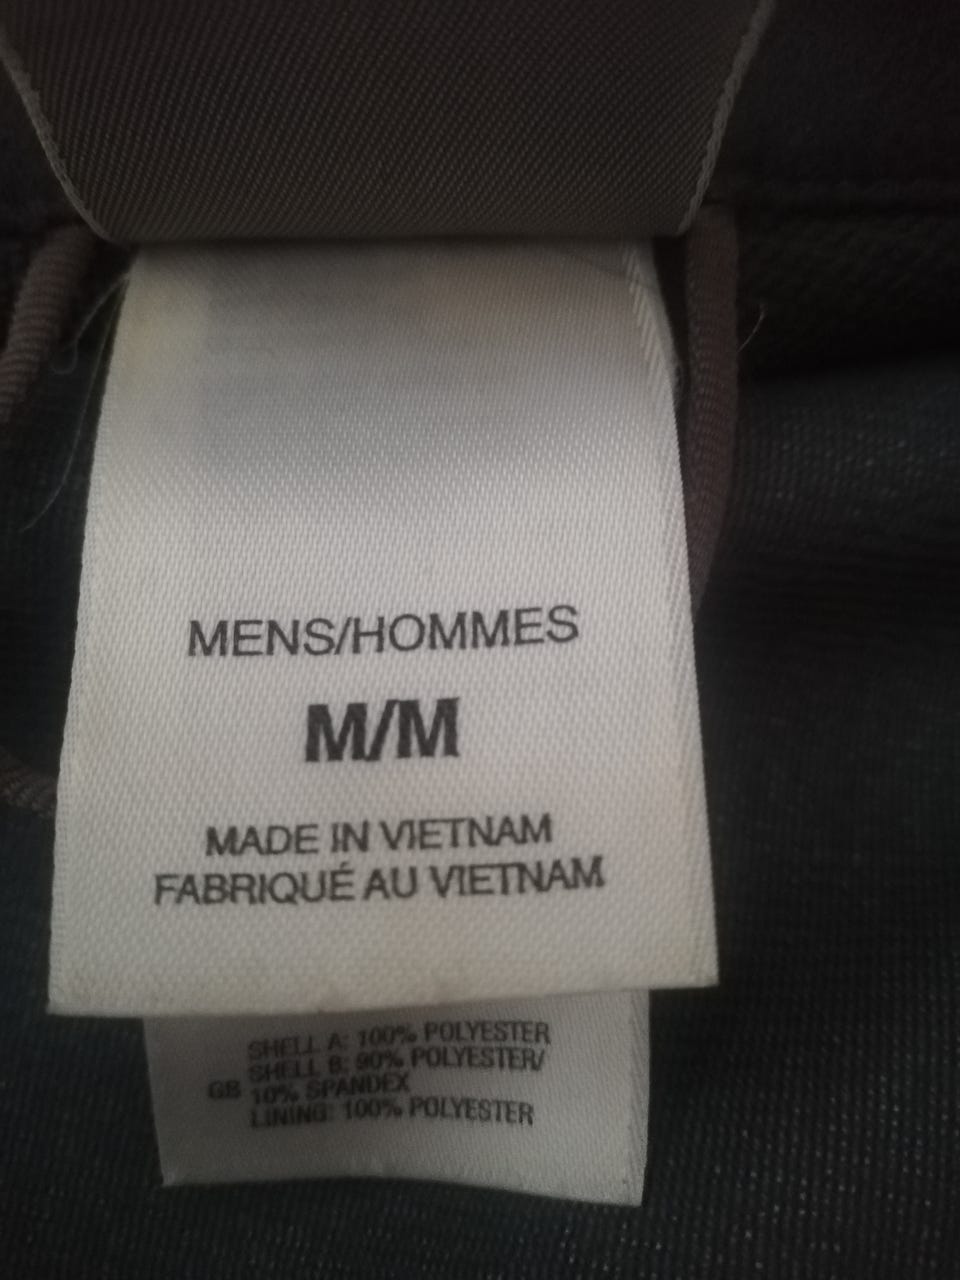 MENS/HOMMES
M/M
MADE IN VIETNAM
FABRIQUÉ AU VIETNAM
SHELL A: 100% POLYESTER
SHELL B: 90% POLYESTER/
GB 10% SPANDEX
LINING: 100% POLYESTER